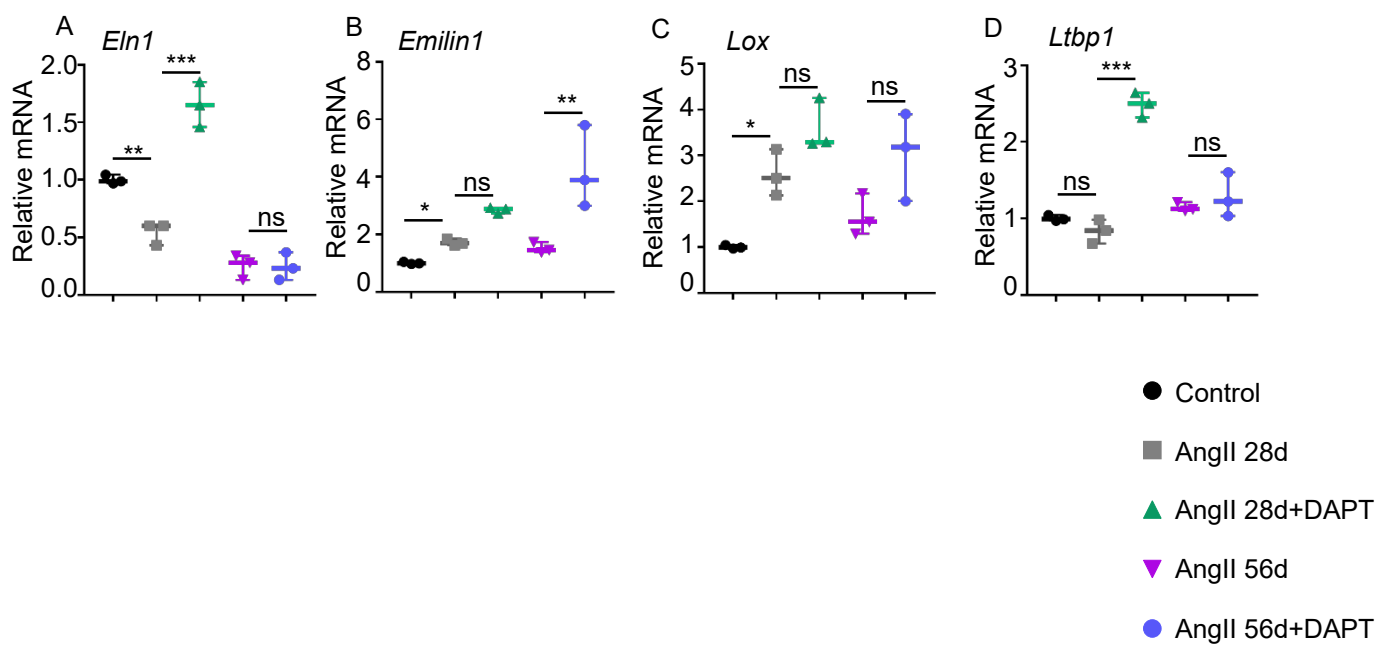 A
Eln1
Relative mRNA
2.0
1.5
1.0
0.5
0.0
**
***
ns
B
Emilin1
Relative mRNA
8
6
4
2
0
*
ns
**
C
Lox
Relative mRNA
5
4
3
2
1
0
*
ns
ns
D
Ltbp1
Relative mRNA
3
2
1
0
ns
***
ns
Control
AngII 28d
AngII 28d+DAPT
AngII 56d
AngII 56d+DAPT